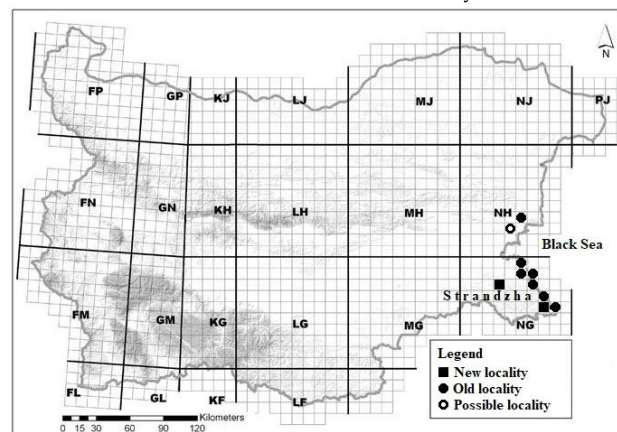 N
FP
GP
KJ
LJ
MJ
NJ
PJ
FN
GN
KH
LH
MH
NH
Black Sea
Strandzha
FM
GM
KG
LG
MG
NG
FL
GL
KF
LF
Legend
New locality
Old locality
Possible locality
Kilometers
0 15 30 60 90 120